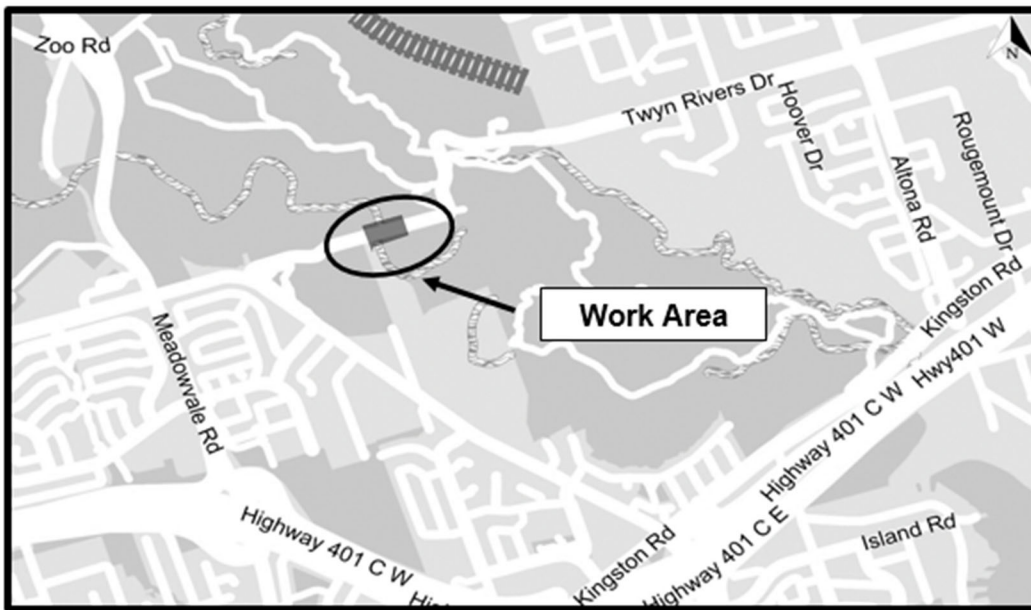 Zoo Rd
N
Twyn Rivers Dr
Hoover Dr
Altona Rd
Rougemount Dr
Kingston Rd
Hwy401 W
Work Area
Meadowvale Rd
Highway 401 C W
Highway 401 C W
Highway 401 C E
Kingston Rd
Island Rd